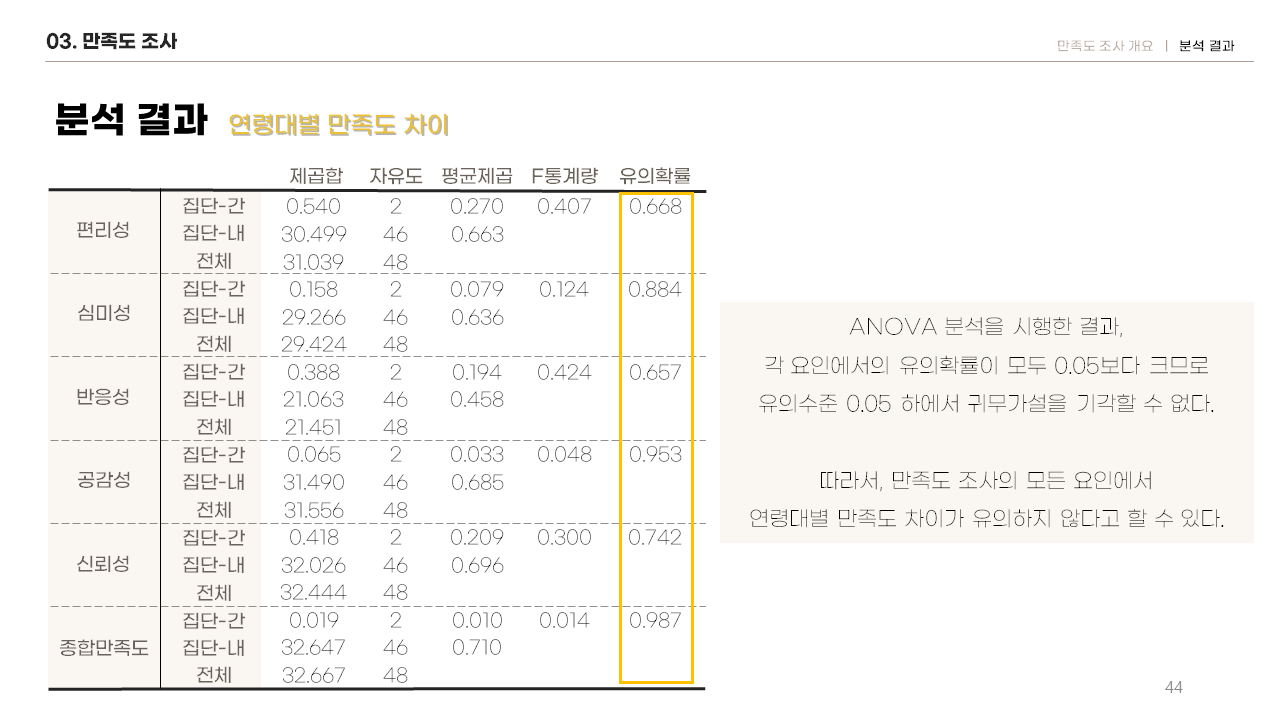 03. 만족도 조사
만족도 조사 개요 | 분석 결과
분석 결과 연령대별 만족도 차이
제곱합 자유도 평균제곱 F통계량 유의확률
편리성
집단-간 0.540 2 0.270 0.407 0.668
집단-내 30.499 46 0.663
전체 31.039 48
심미성
집단-간 0.158 2 0.079 0.124 0.884
집단-내 29.266 46 0.636
전체 29.424 48
반응성
집단-간 0.388 2 0.194 0.424 0.657
집단-내 21.063 46 0.458
전체 21.451 48
공감성
집단-간 0.065 2 0.033 0.048 0.953
집단-내 31.490 46 0.685
전체 31.556 48
신뢰성
집단-간 0.418 2 0.209 0.300 0.742
집단-내 32.026 46 0.696
전체 32.444 48
종합만족도
집단-간 0.019 2 0.010 0.014 0.987
집단-내 32.647 46 0.710
전체 32.667 48
ANOVA 분석을 시행한 결과,
각 요인에서의 유의확률이 모두 0.05보다 크므로
유의수준 0.05 하에서 귀무가설을 기각할 수 없다.
따라서, 만족도 조사의 모든 요인에서
연령대별 만족도 차이가 유의하지 않다고 할 수 있다.
44